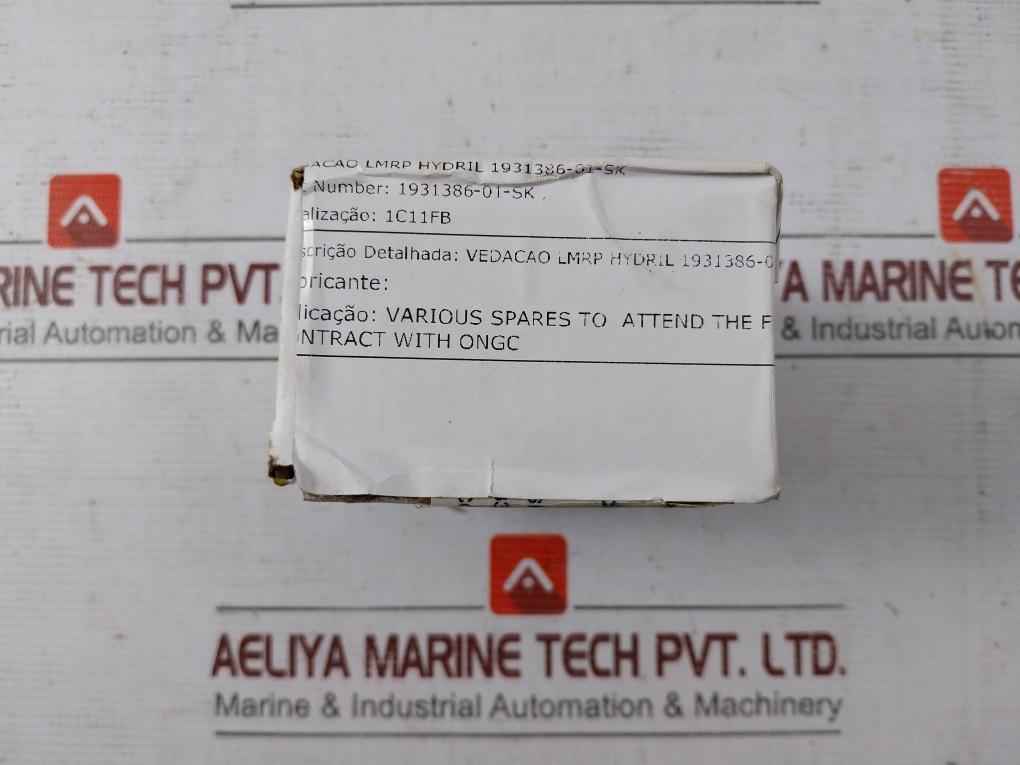 ACAO LMRP HYDRIL 1931386-01-SK
Number: 1931386-01-SK
alização: 1C11FB
scrição Detalhada: VEDACAO LMRP HYDRIL 1931386-0
bricante:
licação: VARIOUS SPARES TO ATTEND THE F
ONTRACT WITH ONGC
RINE TECH PVT.
rial Automation & Ma
A MARINE TE
& Industrial Autom
AELIYA MARINE TECH PVT. LTD.
Marine & Industrial Automation & Machinery